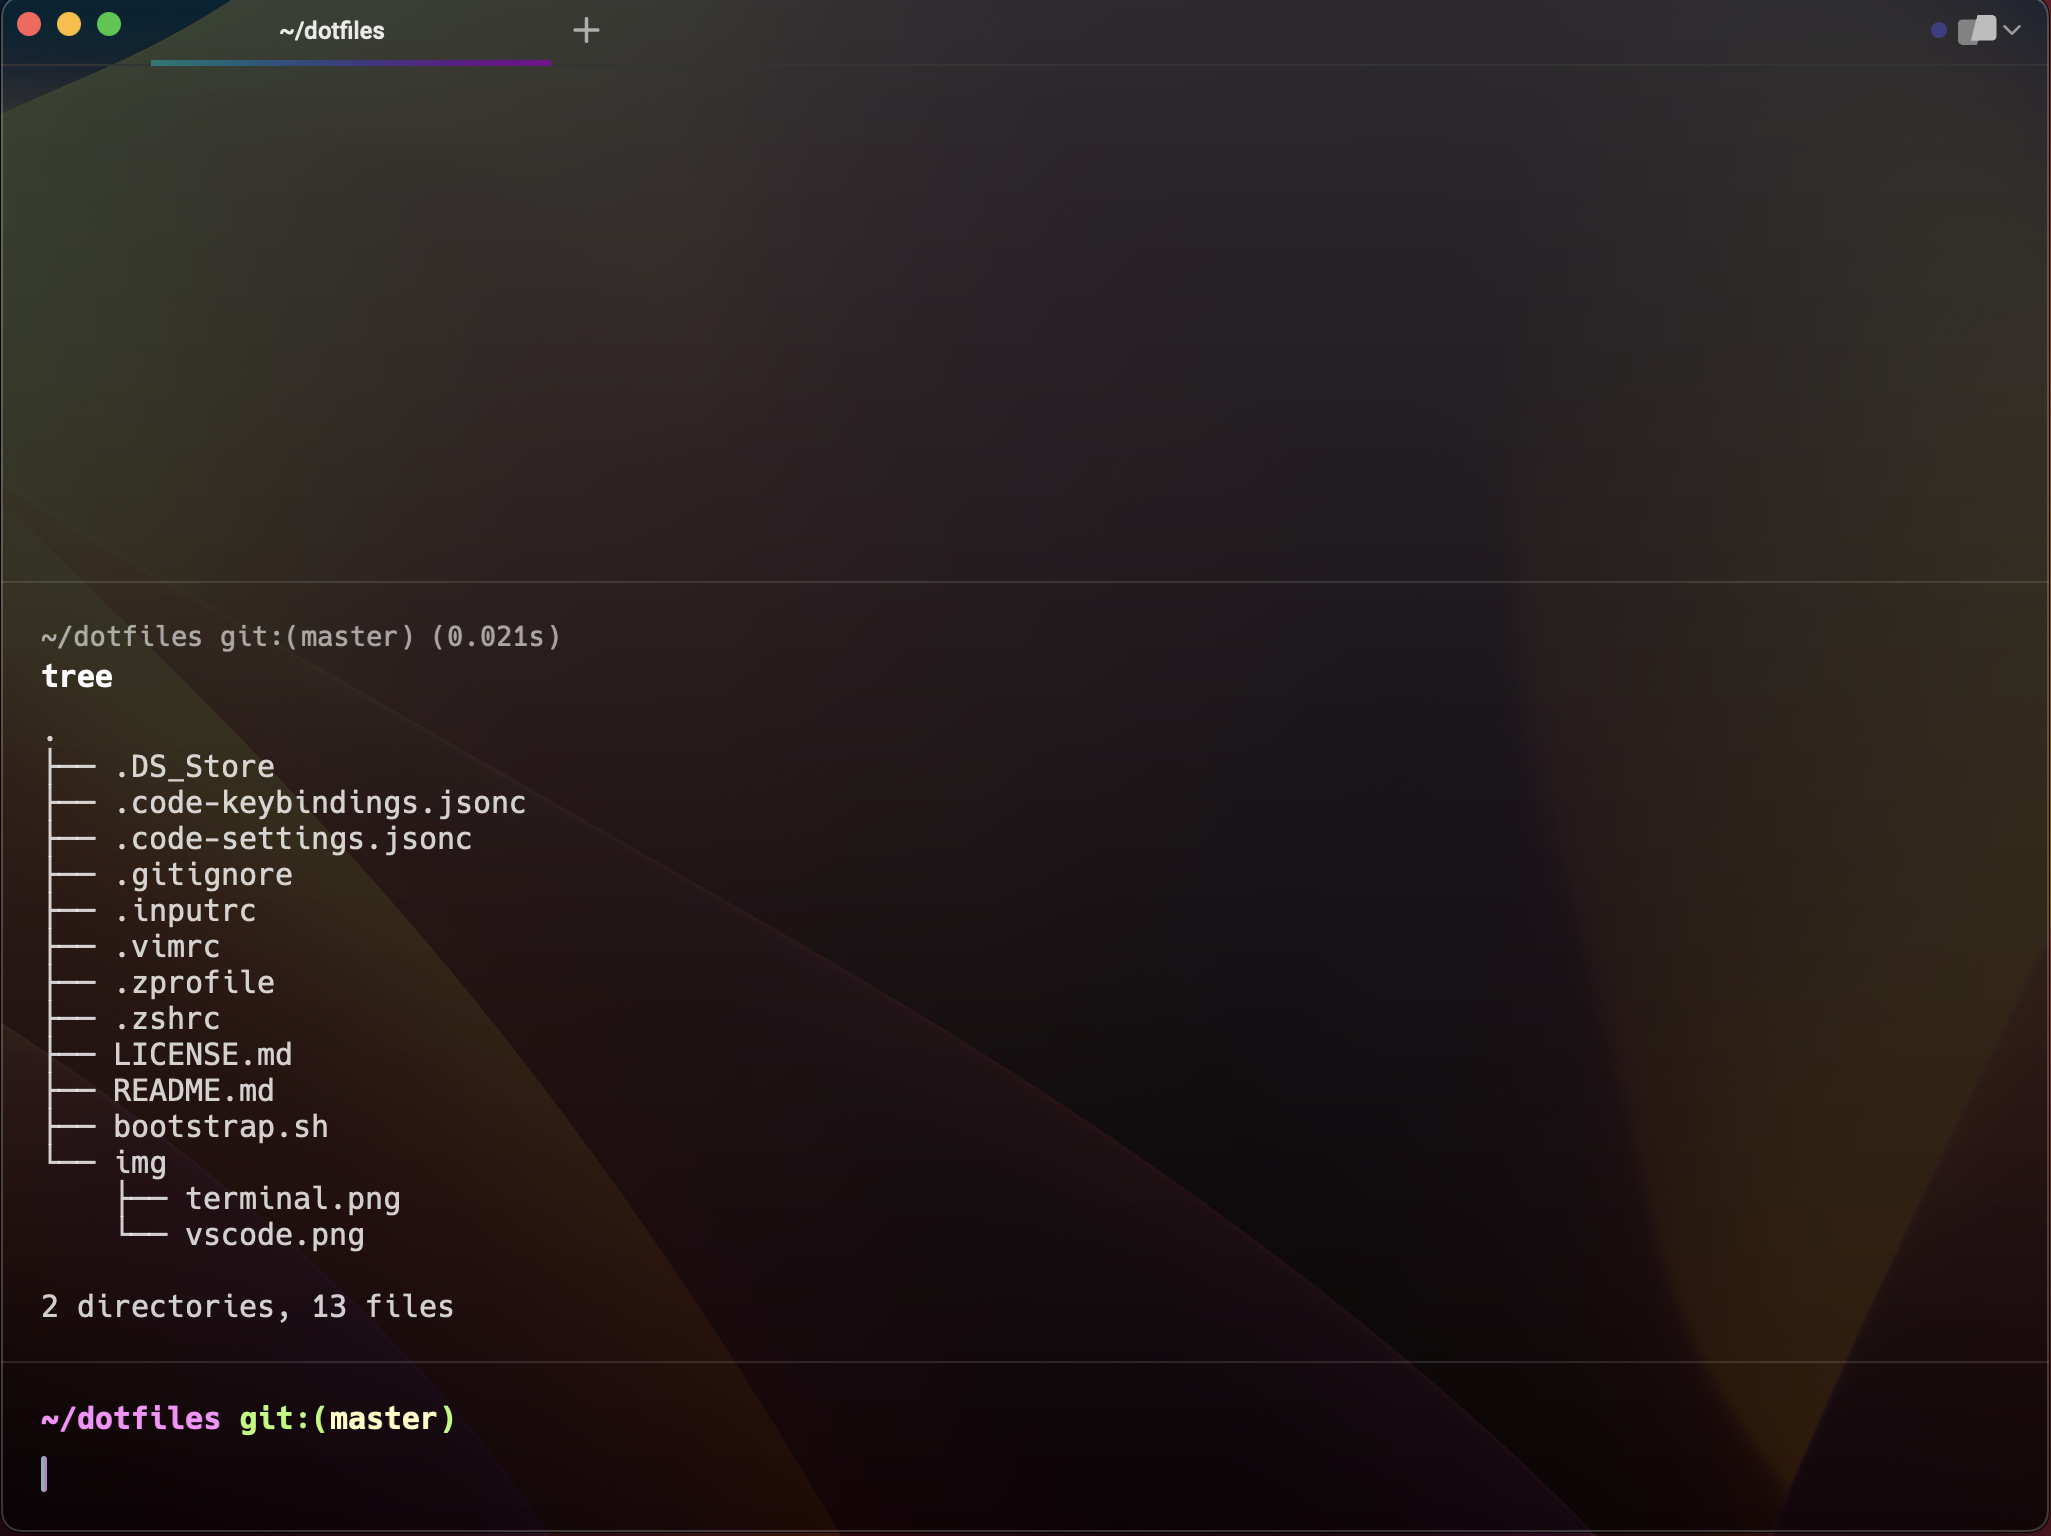 ~/dotfiles
~/dotfiles git:(master) (0.021s)
tree
.
├── .DS_Store
├── .code-keybindings.jsonc
├── .code-settings.jsonc
├── .gitignore
├── .inputrc
├── .vimrc
├── .zprofile
├── .zshrc
├── LICENSE.md
├── README.md
├── bootstrap.sh
└── img
    ├── terminal.png
    └── vscode.png
2 directories, 13 files
~/dotfiles git:(master)